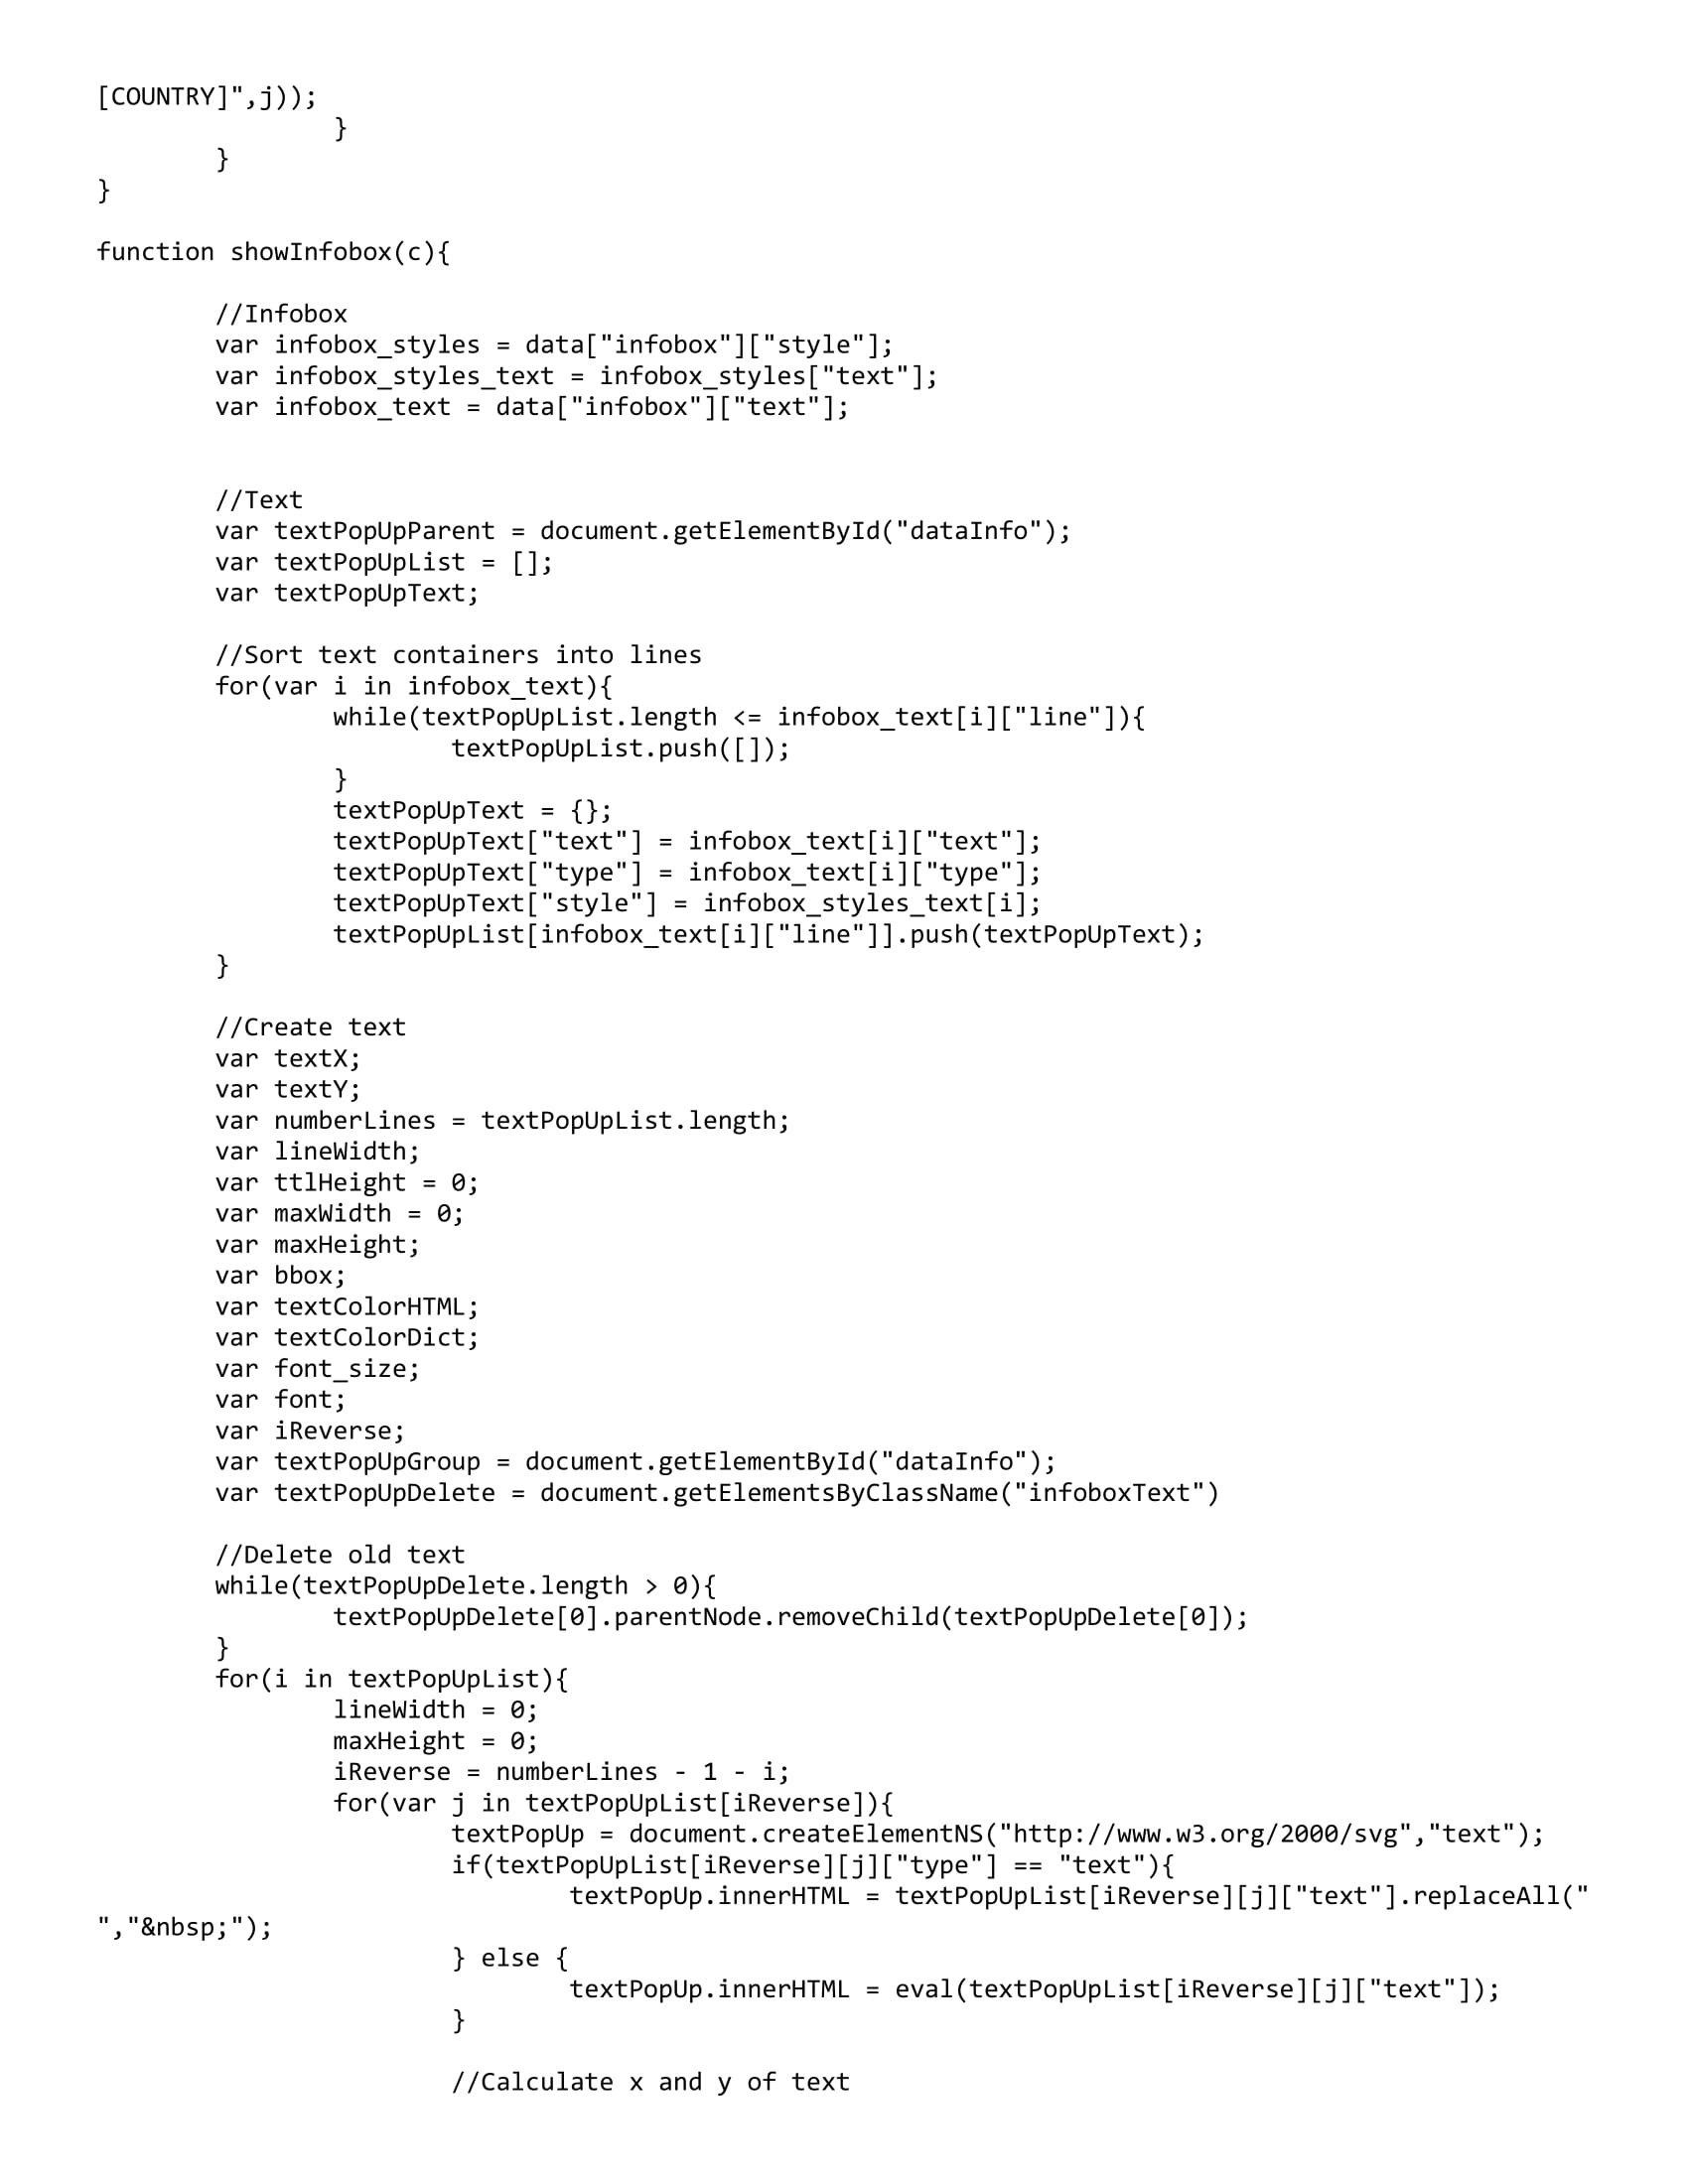 [COUNTRY]",j));
                }
        }
}

function showInfobox(c){

        //Infobox
        var infobox_styles = data["infobox"]["style"];
        var infobox_styles_text = infobox_styles["text"];
        var infobox_text = data["infobox"]["text"];


        //Text
        var textPopUpParent = document.getElementById("dataInfo");
        var textPopUpList = [];
        var textPopUpText;

        //Sort text containers into lines
        for(var i in infobox_text){
                while(textPopUpList.length <= infobox_text[i]["line"]){
                        textPopUpList.push([]);
                }
                textPopUpText = {};
                textPopUpText["text"] = infobox_text[i]["text"];
                textPopUpText["type"] = infobox_text[i]["type"];
                textPopUpText["style"] = infobox_styles_text[i];
                textPopUpList[infobox_text[i]["line"]].push(textPopUpText);
        }

        //Create text
        var textX;
        var textY;
        var numberLines = textPopUpList.length;
        var lineWidth;
        var ttlHeight = 0;
        var maxWidth = 0;
        var maxHeight;
        var bbox;
        var textColorHTML;
        var textColorDict;
        var font_size;
        var font;
        var iReverse;
        var textPopUpGroup = document.getElementById("dataInfo");
        var textPopUpDelete = document.getElementsByClassName("infoboxText")

        //Delete old text
        while(textPopUpDelete.length > 0){
                textPopUpDelete[0].parentNode.removeChild(textPopUpDelete[0]);
        }
        for(i in textPopUpList){
                lineWidth = 0;
                maxHeight = 0;
                iReverse = numberLines - 1 - i;
                for(var j in textPopUpList[iReverse]){
                        textPopUp = document.createElementNS("http://www.w3.org/2000/svg","text");
                        if(textPopUpList[iReverse][j]["type"] == "text"){
                                textPopUp.innerHTML = textPopUpList[iReverse][j]["text"].replaceAll("
","&nbsp;");
                        } else {
                                textPopUp.innerHTML = eval(textPopUpList[iReverse][j]["text"]);
                        }

                        //Calculate x and y of text